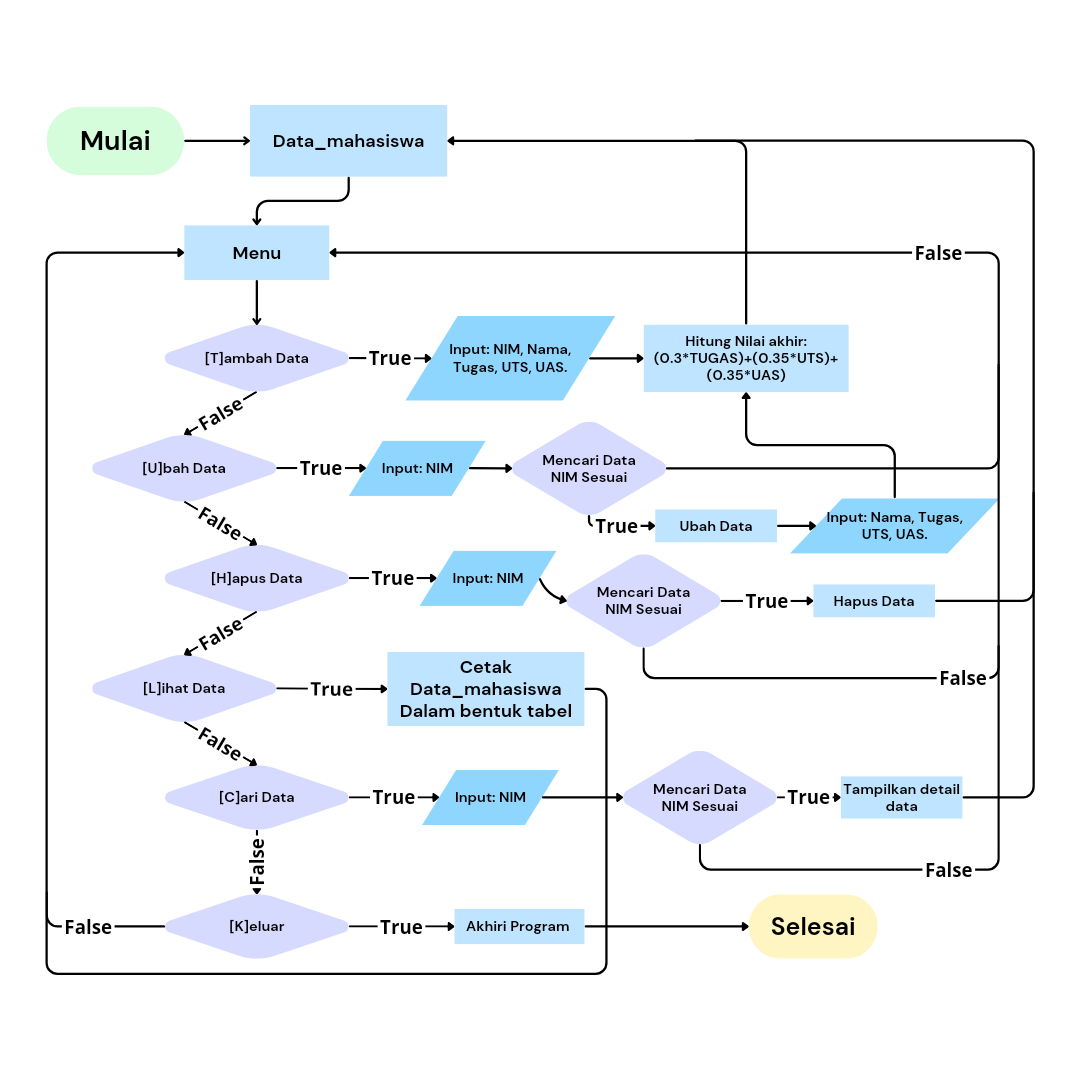 Mulai
Data_mahasiswa
Menu
False
[T]ambah Data
True
Input: NIM, Nama,
Tugas, UTS, UAS.
Hitung Nilai akhir:
(0.3*TUGAS)+(0.35*UTS)+
(0.35*UAS)
False
[U]bah Data
True
Input: NIM
Mencari Data
NIM Sesuai
True
Ubah Data
Input: Nama, Tugas,
UTS, UAS.
False
[H]apus Data
True
Input: NIM
Mencari Data
NIM Sesuai
True
Hapus Data
False
False
[L]ihat Data
True
Cetak
Data_mahasiswa
Dalam bentuk tabel
False
[C]ari Data
True
Input: NIM
Mencari Data
NIM Sesuai
True
Tampilkan detail
data
False
False
[K]eluar
False
True
Akhiri Program
Selesai